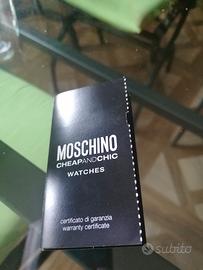 MOSCHINO
CHEAPANDCHIC
WATCHES
certificato di garanzia
warranty certificate
subito